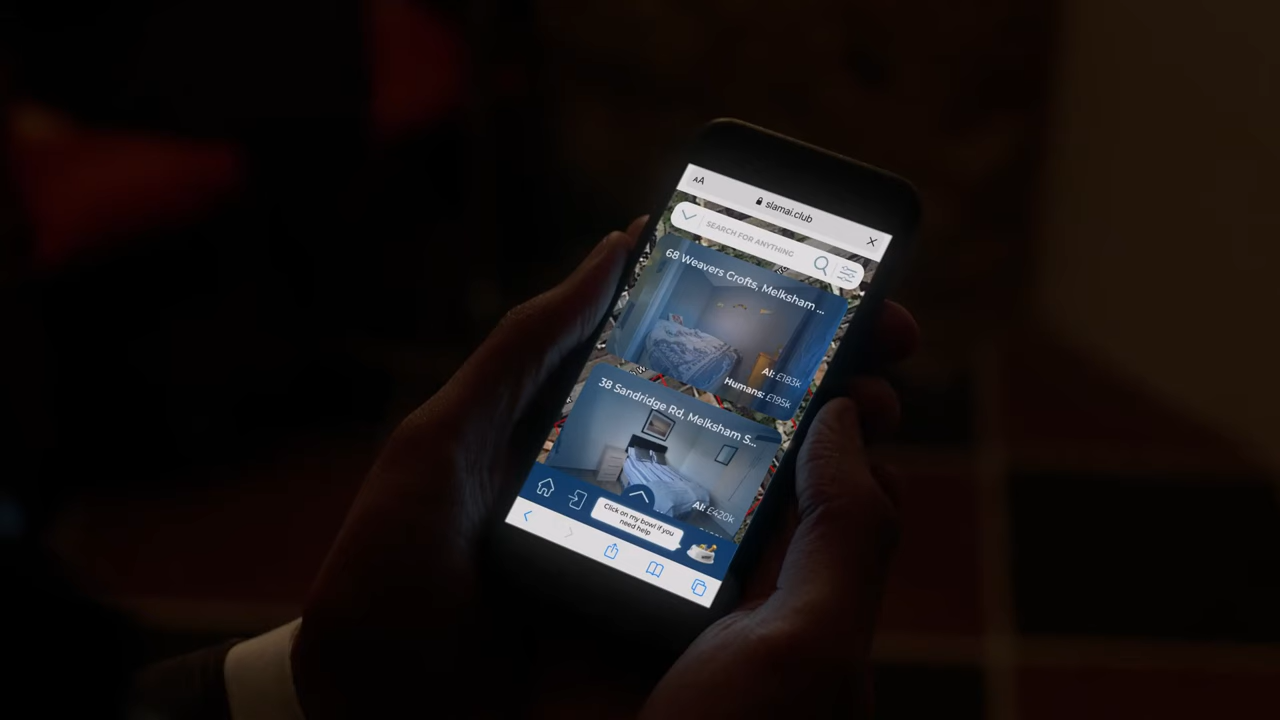 AA
slamai.club
SEARCH FOR ANYTHING
68 Weavers Crofts, Melksham ...
AI: £183k
Humans: £195k
38 Sandridge Rd, Melksham S...
AI: £420k
Click on my bowl if you
need help